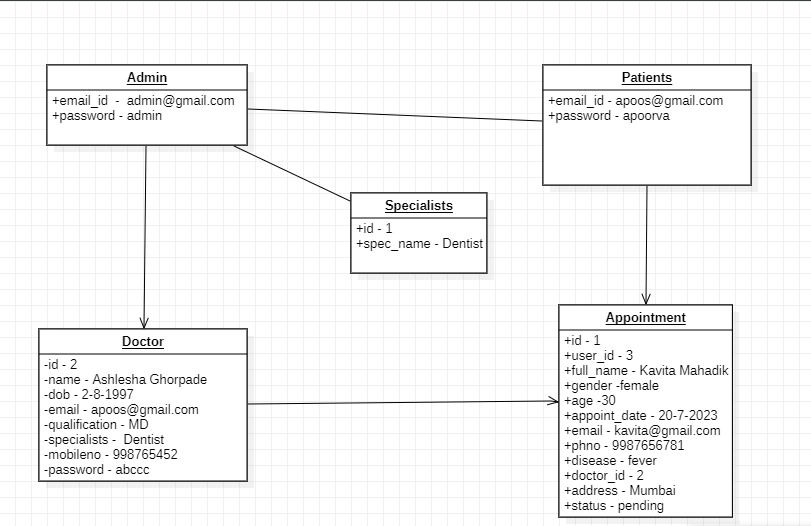 Admin
+email_id  -  admin@gmail.com
+password - admin
Patients
+email_id - apoos@gmail.com
+password - apoorva
Specialists
+id - 1
+spec_name - Dentist
Doctor
-id - 2
-name - Ashlesha Ghorpade
-dob - 2-8-1997
-email - apoos@gmail.com
-qualification - MD
-specialists -  Dentist
-mobileno - 998765452
-password - abccc
Appointment
+id - 1
+user_id - 3
+full_name - Kavita Mahadik
+gender -female
+age -30
+appoint_date - 20-7-2023
+email - kavita@gmail.com
+phno - 9987656781
+disease - fever
+doctor_id - 2
+address - Mumbai
+status - pending